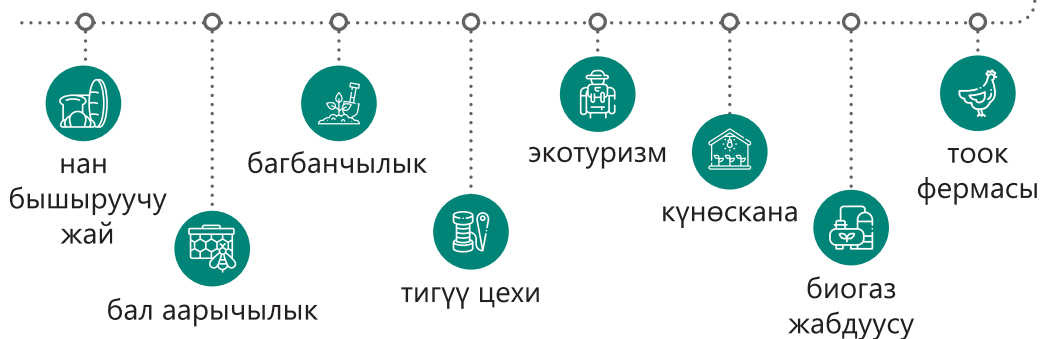 нан
бышыруучу
жай
бал аарычылык
багбанчылык
тигүү цехи
экотуризм
күнөскана
биогаз
жабдуусу
тоок
фермасы